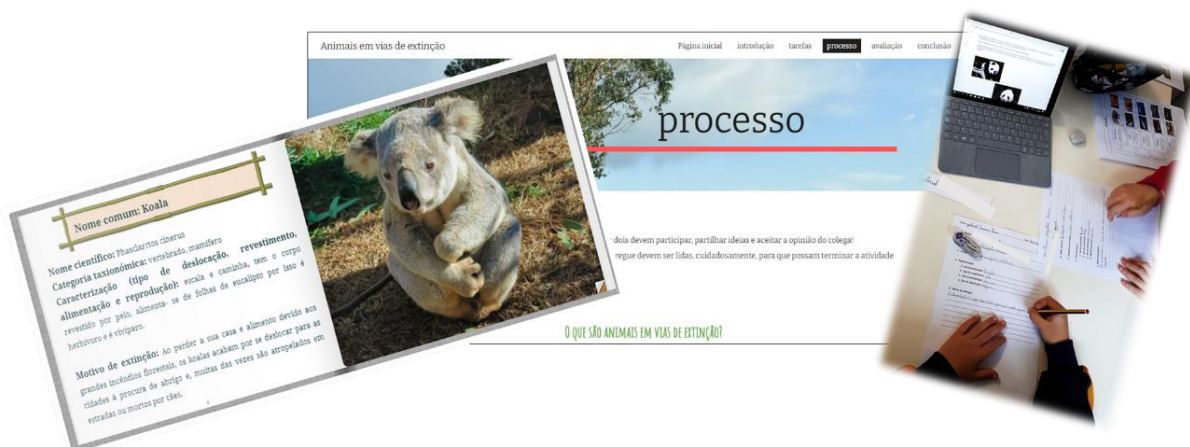 Animais em vias de extinção
Página inicial introdução tarefas processo avaliação conclusão
processo
dois devem participar, partilhar ideias e aceitar a opinião do colega!
regue devem ser lidas, cuidadosamente, para que possam terminar a atividade
O QUE SÃO ANIMAIS EM VIAS DE EXTINÇÃO?
Nome comum: Koala
Nome científico: Phasclarctos cinerus
Categoria taxionómica: vertebrado, mamífero
Caracterização (tipo de deslocação, revestimento,
alimentação e reprodução): escala e caminha, tem o corpo
revestido por pelo, alimenta- se de folhas de eucalipto por isso é
herbívoro e é vivíparo.
Motivo de extinção: Ao perder a sua casa e alimento devido aos
grandes incêndios florestais, os koalas acabam por se deslocar para as
cidades à procura de abrigo e, muitas das vezes são atropelados em
estradas ou mortos por cães.